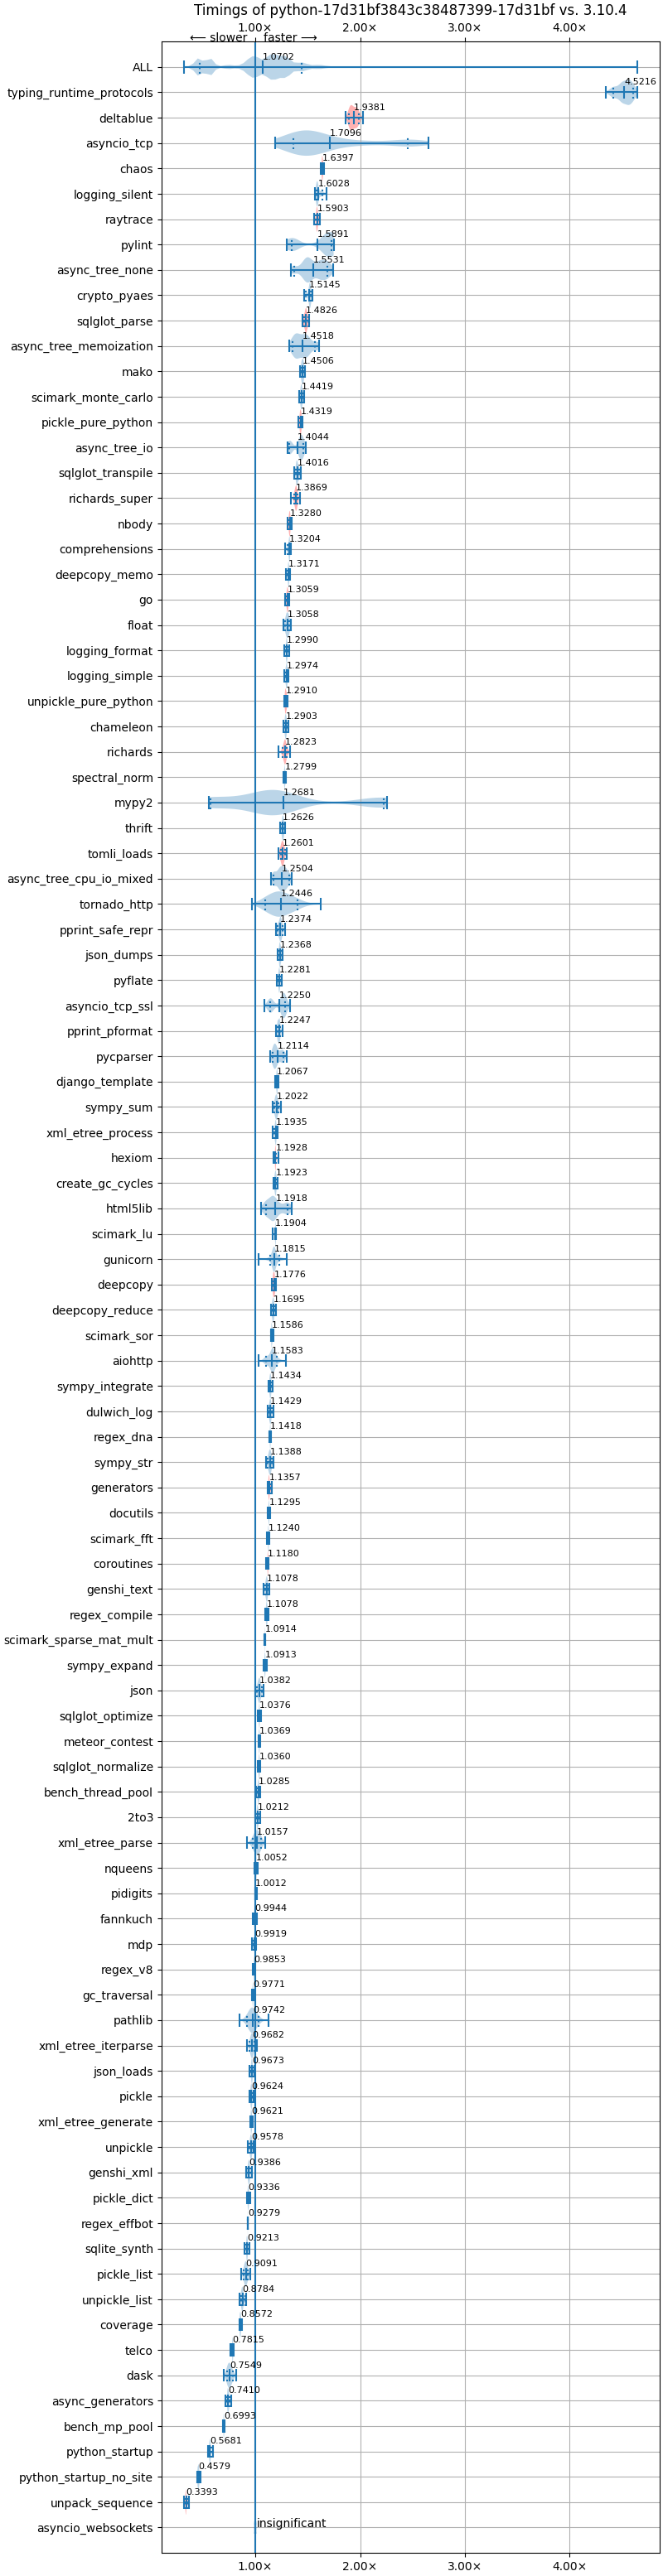 Timings of python-17d31bf3843c38487399-17d31bf vs. 3.10.4
1.00× 2.00× 3.00× 4.00×
⟵ slower faster ⟶
ALL 1.0702
typing_runtime_protocols 4.5216
deltablue 1.9381
asyncio_tcp 1.7096
chaos 1.6397
logging_silent 1.6028
raytrace 1.5903
pylint 1.5891
async_tree_none 1.5531
crypto_pyaes 1.5145
sqlglot_parse 1.4826
async_tree_memoization 1.4518
mako 1.4506
scimark_monte_carlo 1.4419
pickle_pure_python 1.4319
async_tree_io 1.4044
sqlglot_transpile 1.4016
richards_super 1.3869
nbody 1.3280
comprehensions 1.3204
deepcopy_memo 1.3171
go 1.3059
float 1.3058
logging_format 1.2990
logging_simple 1.2974
unpickle_pure_python 1.2910
chameleon 1.2903
richards 1.2823
spectral_norm 1.2799
mypy2 1.2681
thrift 1.2626
tomli_loads 1.2601
async_tree_cpu_io_mixed 1.2504
tornado_http 1.2446
pprint_safe_repr 1.2374
json_dumps 1.2368
pyflate 1.2281
asyncio_tcp_ssl 1.2250
pprint_pformat 1.2247
pycparser 1.2114
django_template 1.2067
sympy_sum 1.2022
xml_etree_process 1.1935
hexiom 1.1928
create_gc_cycles 1.1923
html5lib 1.1918
scimark_lu 1.1904
gunicorn 1.1815
deepcopy 1.1776
deepcopy_reduce 1.1695
scimark_sor 1.1586
aiohttp 1.1583
sympy_integrate 1.1434
dulwich_log 1.1429
regex_dna 1.1418
sympy_str 1.1388
generators 1.1357
docutils 1.1295
scimark_fft 1.1240
coroutines 1.1180
genshi_text 1.1078
regex_compile 1.1078
scimark_sparse_mat_mult 1.0914
sympy_expand 1.0913
json 1.0382
sqlglot_optimize 1.0376
meteor_contest 1.0369
sqlglot_normalize 1.0360
bench_thread_pool 1.0285
2to3 1.0212
xml_etree_parse 1.0157
nqueens 1.0052
pidigits 1.0012
fannkuch 0.9944
mdp 0.9919
regex_v8 0.9853
gc_traversal 0.9771
pathlib 0.9742
xml_etree_iterparse 0.9682
json_loads 0.9673
pickle 0.9624
xml_etree_generate 0.9621
unpickle 0.9578
genshi_xml 0.9386
pickle_dict 0.9336
regex_effbot 0.9279
sqlite_synth 0.9213
pickle_list 0.9091
unpickle_list 0.8784
coverage 0.8572
telco 0.7815
dask 0.7549
async_generators 0.7410
bench_mp_pool 0.6993
python_startup 0.5681
python_startup_no_site 0.4579
unpack_sequence 0.3393
asyncio_websockets insignificant
1.00× 2.00× 3.00× 4.00×